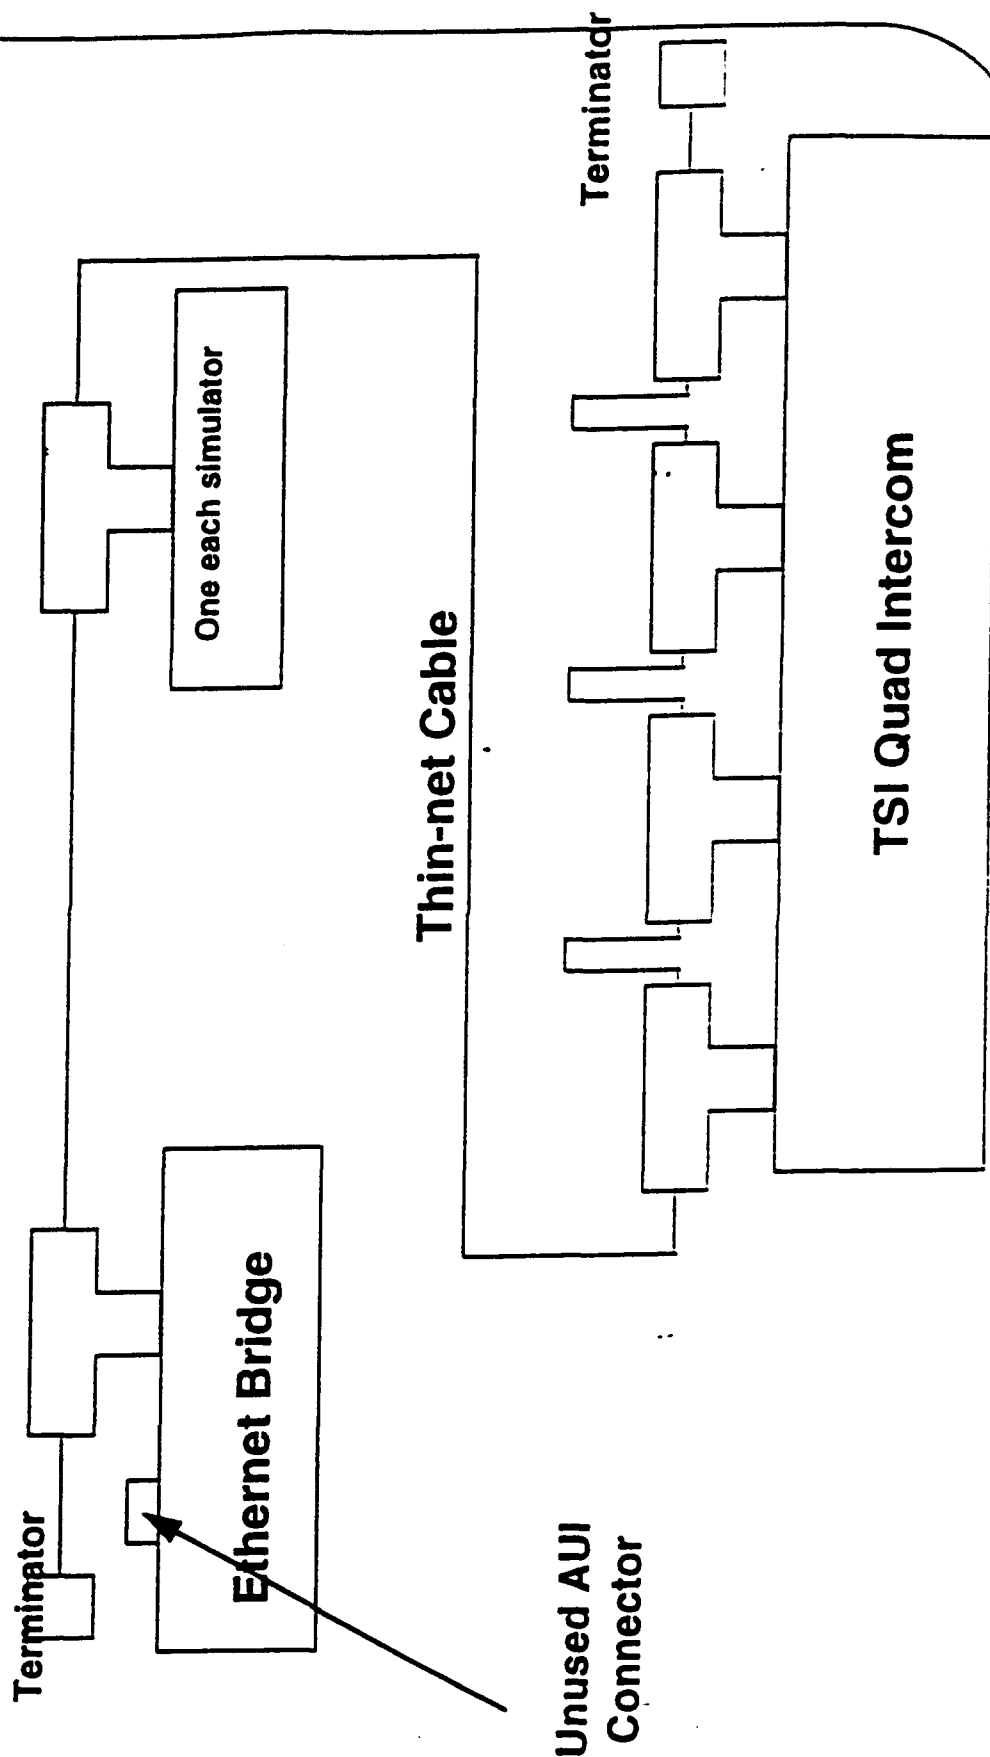 Terminator
Ethernet Bridge
One each simulator
Thin-net Cable
Unused AUI
Connector
Terminator
TSI Quad Intercom